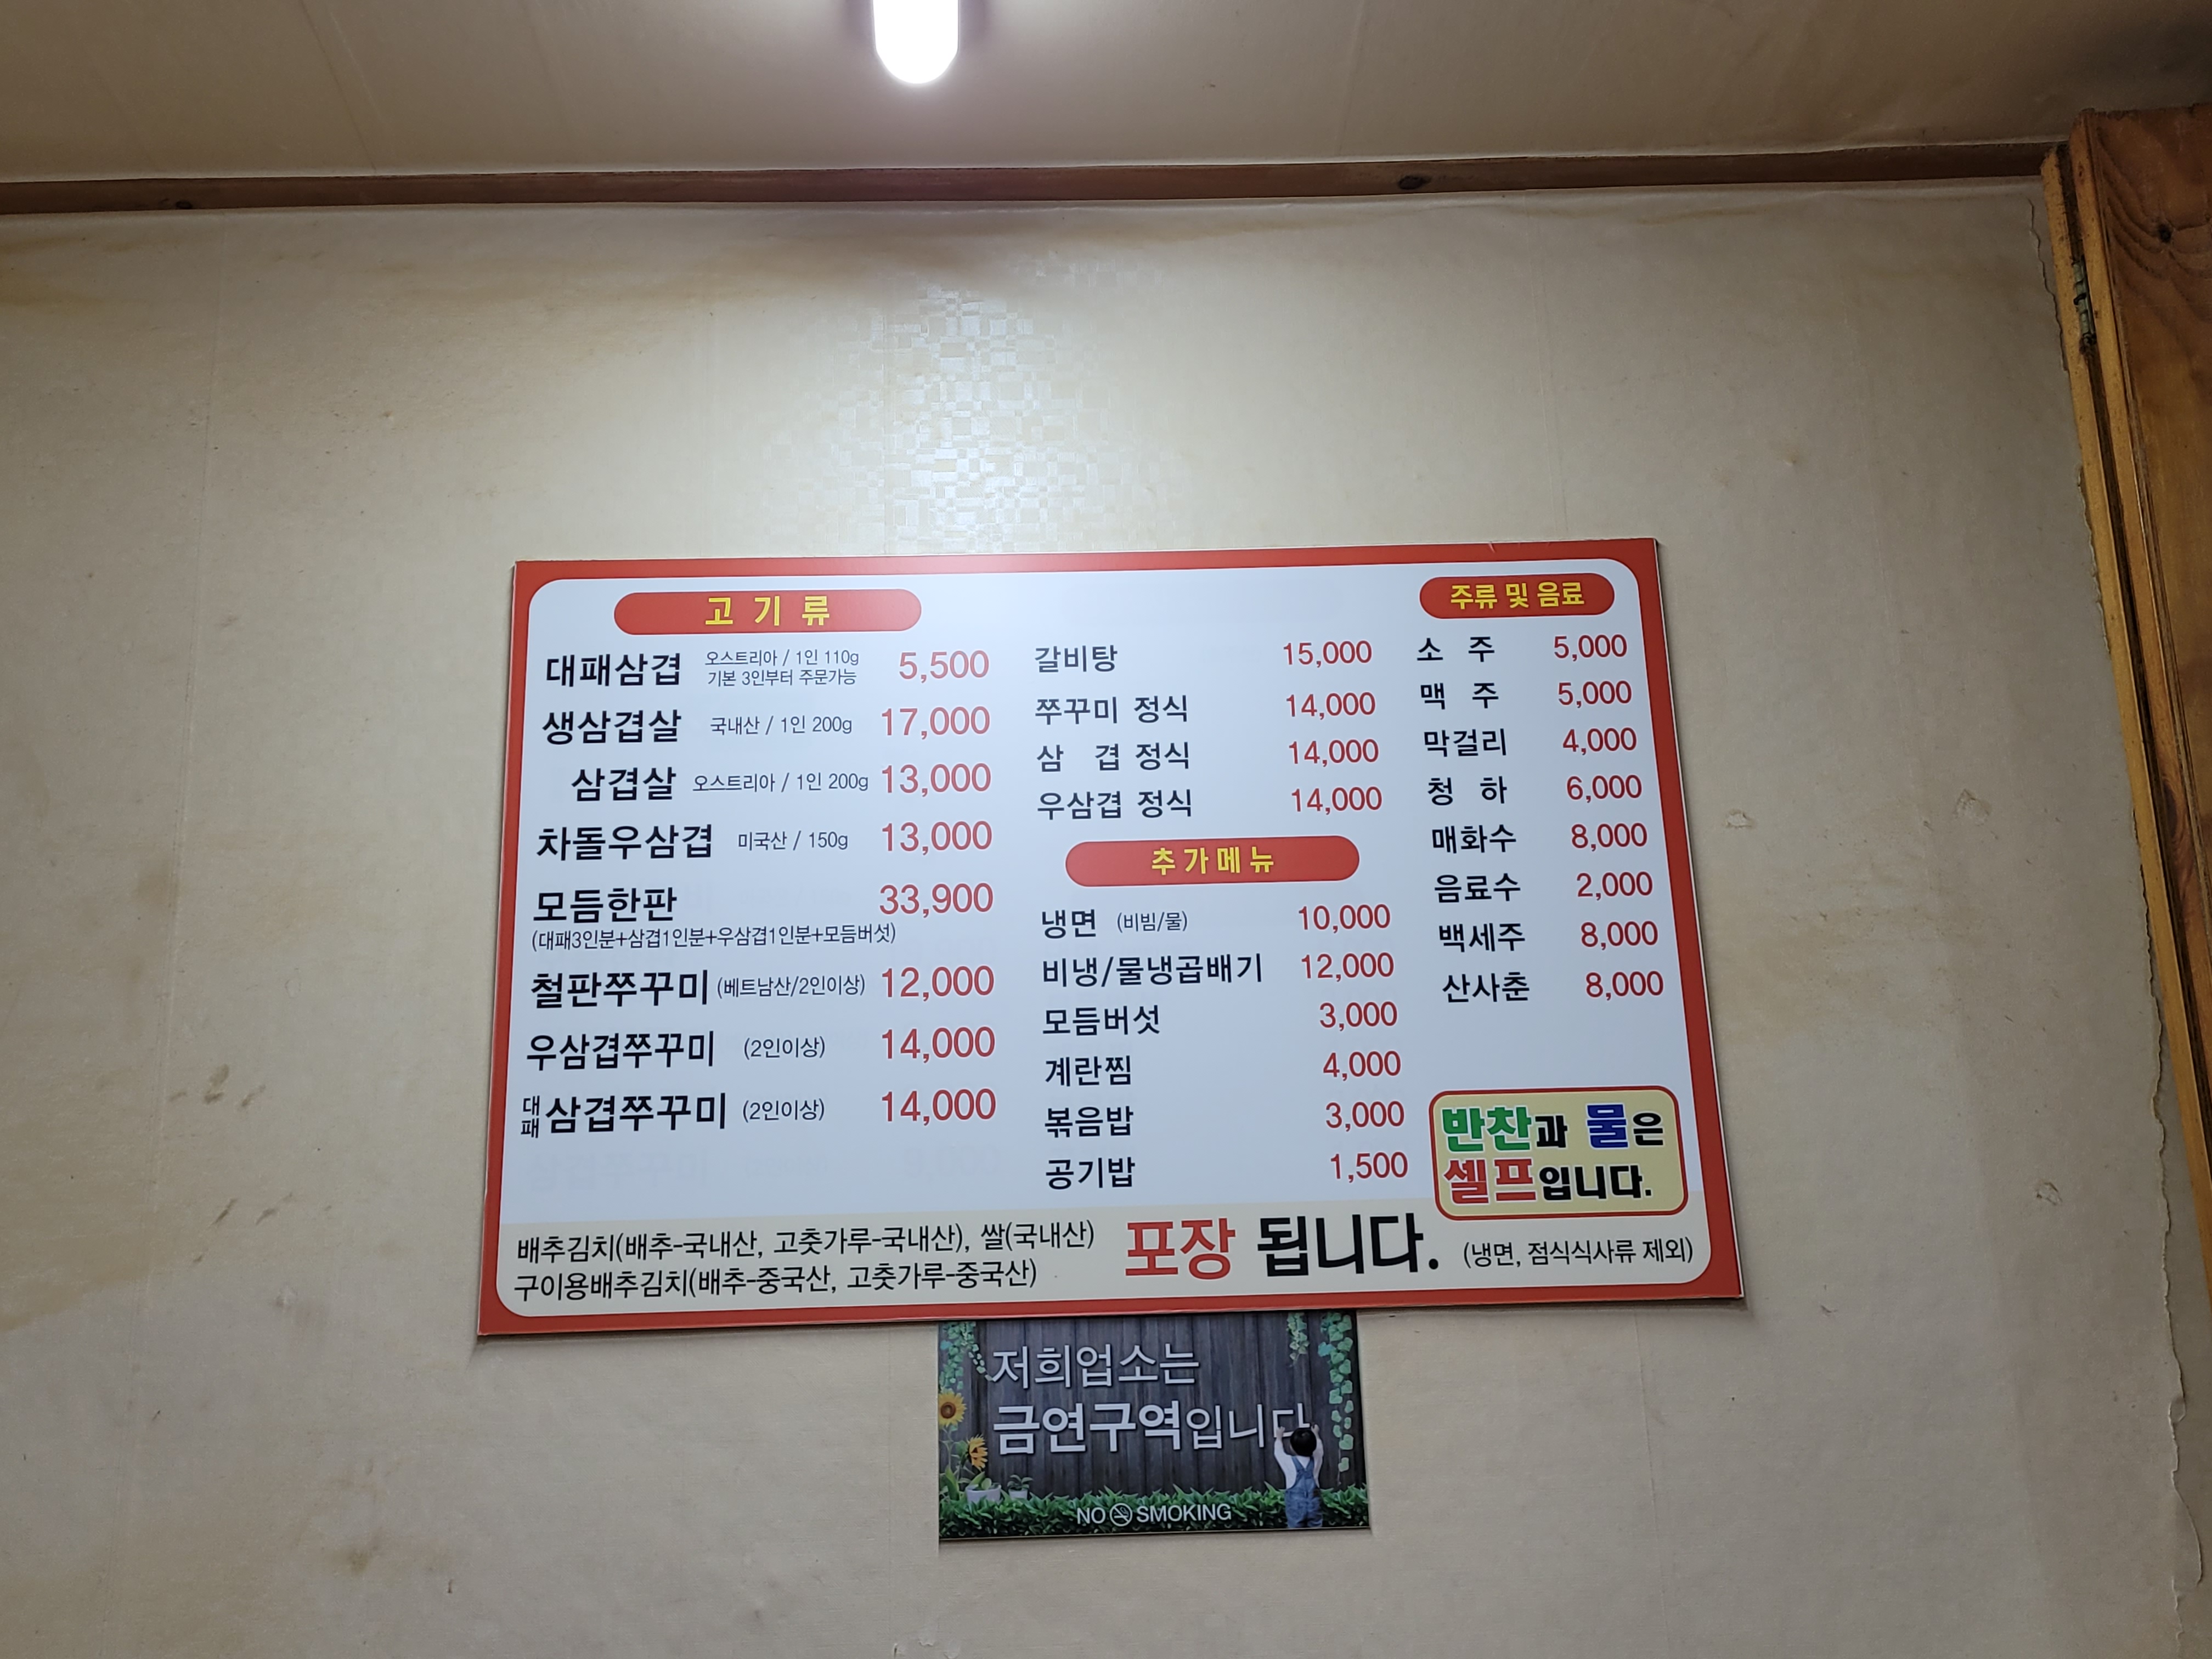 고기류
대패삼겹 오스트리아 / 1인 110g 기본 3인부터 주문가능 5,500
생삼겹살 국내산 / 1인 200g 17,000
삼겹살 오스트리아 / 1인 200g 13,000
차돌우삼겹 미국산 / 150g 13,000
모듬한판 33,900
(대패3인분+삼겹1인분+우삼겹1인분+모듬버섯)
철판쭈꾸미 (베트남산/2인이상) 12,000
우삼겹쭈꾸미 (2인이상) 14,000
대패 삼겹쭈꾸미 (2인이상) 14,000
갈비탕 15,000
쭈꾸미 정식 14,000
삼 겹 정식 14,000
우삼겹 정식 14,000
추가메뉴
냉면 (비빔/물) 10,000
비냉/물냉곱배기 12,000
모듬버섯 3,000
계란찜 4,000
볶음밥 3,000
공기밥 1,500
주류 및 음료
소 주 5,000
맥 주 5,000
막걸리 4,000
청 하 6,000
매화수 8,000
음료수 2,000
백세주 8,000
산사춘 8,000
반찬과 물은
셀프입니다.
배추김치(배추-국내산, 고춧가루-국내산), 쌀(국내산)
구이용배추김치(배추-중국산, 고춧가루-중국산)
포장 됩니다. (냉면, 점식식사류 제외)
저희업소는
금연구역입니다
NO SMOKING